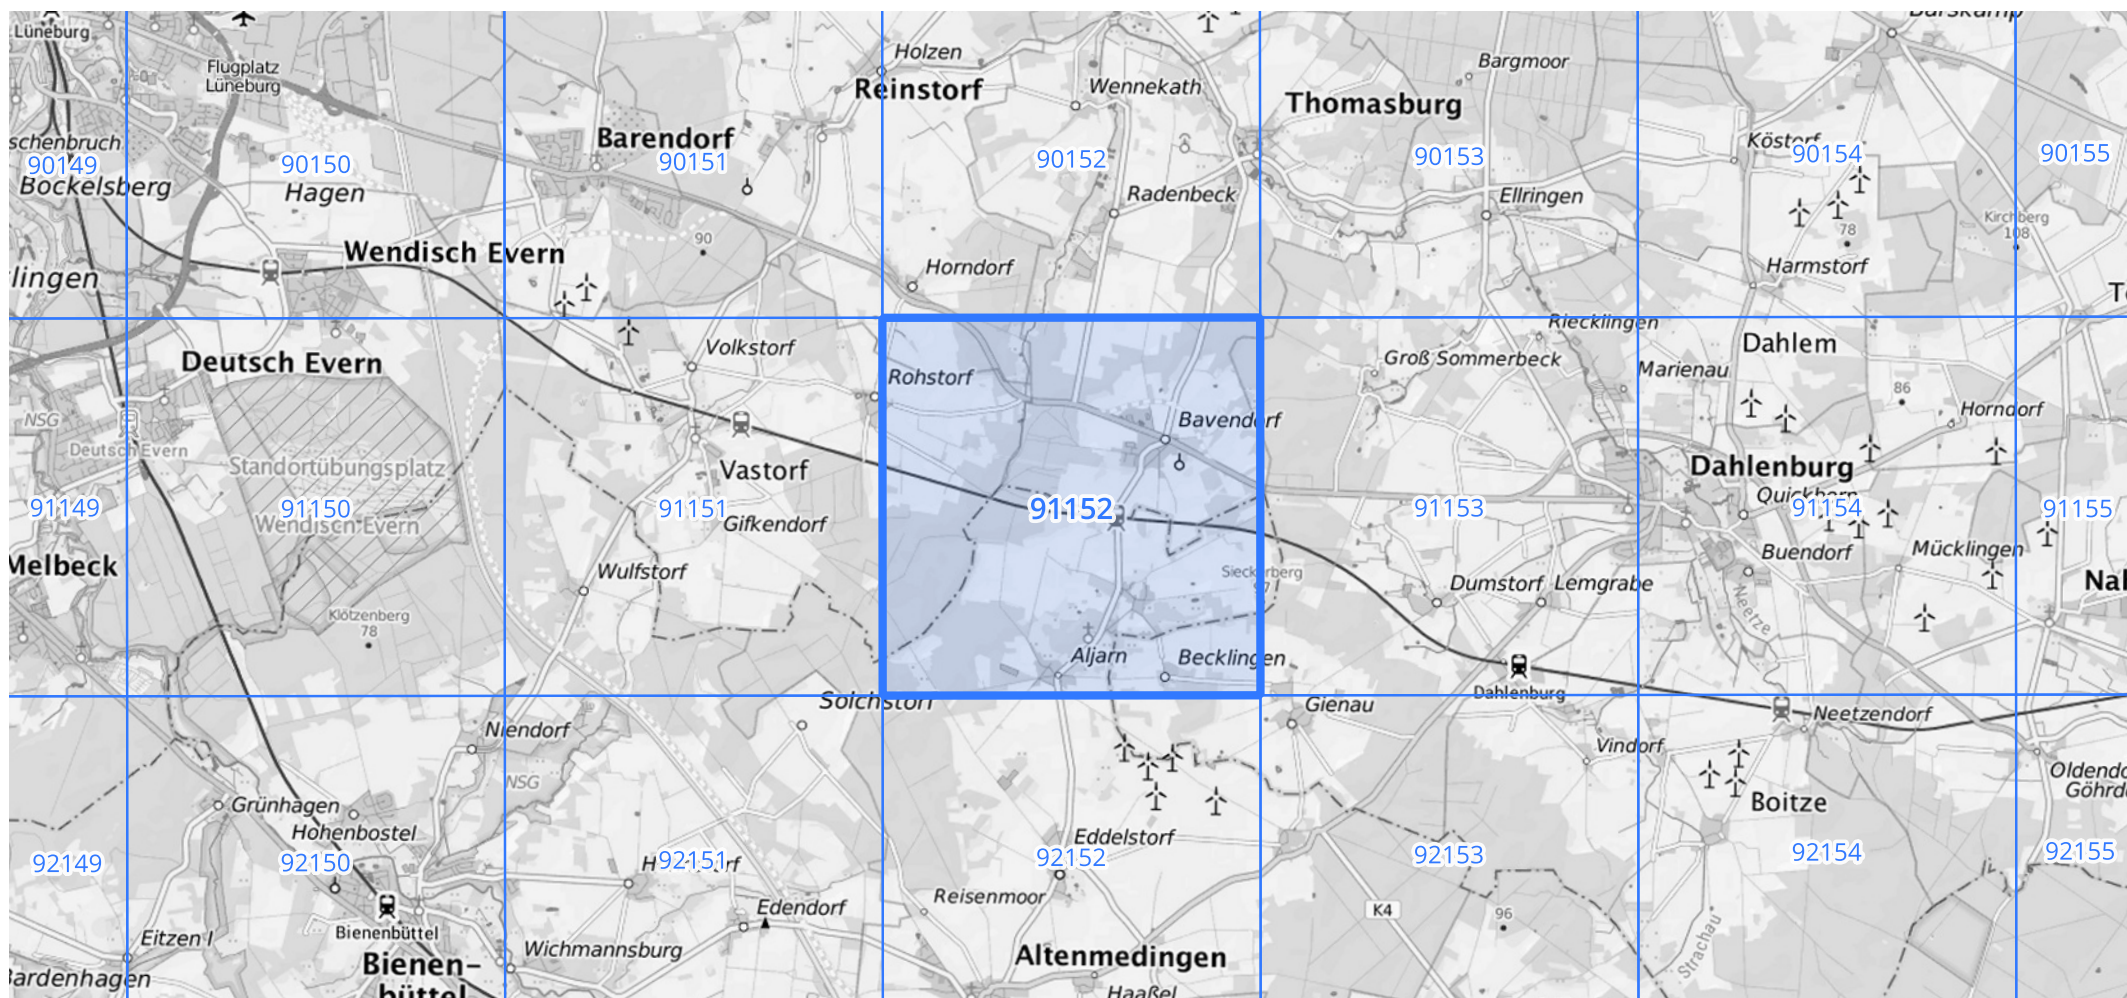 Lüneburg
Flugplatz
Lüneburg
Holzen
Reinstorf
Wennekath
Bargmoor
Thomasburg
Barendorf
Köstorf
90149
90150
90151
90152
90153
90154
90155
Bockelsberg
Hagen
Radenbeck
Ellringen
Kirchberg
108
78
90
Wendisch Evern
Horndorf
Harmstorf
Deutsch Evern
Volkstorf
Rohstorf
Riecklingen
Groß Sommerbeck
Marienau
Dahlem
86
Horndorf
NSG
Deutsch Evern
Standortübungsplatz
Wendisch Evern
Vastorf
Bavendorf
Dahlenburg
Quickborn
91149
91150
91151
91152
91153
91154
91155
Gifkendorf
Buendorf
Mücklingen
Melbeck
Wulfstorf
Dumstorf
Lemgrabe
Neetze
Klötzenberg
78
Aljarn
Becklingen
Dahlenburg
Gienau
Neetzendorf
Niendorf
Vindorf
NSG
Grünhagen
Hohenbostel
Boitze
Eddelstorf
92149
92150
92151
92152
92153
92154
92155
Reisenmoor
Edendorf
K4
96
Strachau
Bienenbüttel
Eitzen I
Wichmannsburg
Altenmedingen
Bienen-
büttel
Haaßel